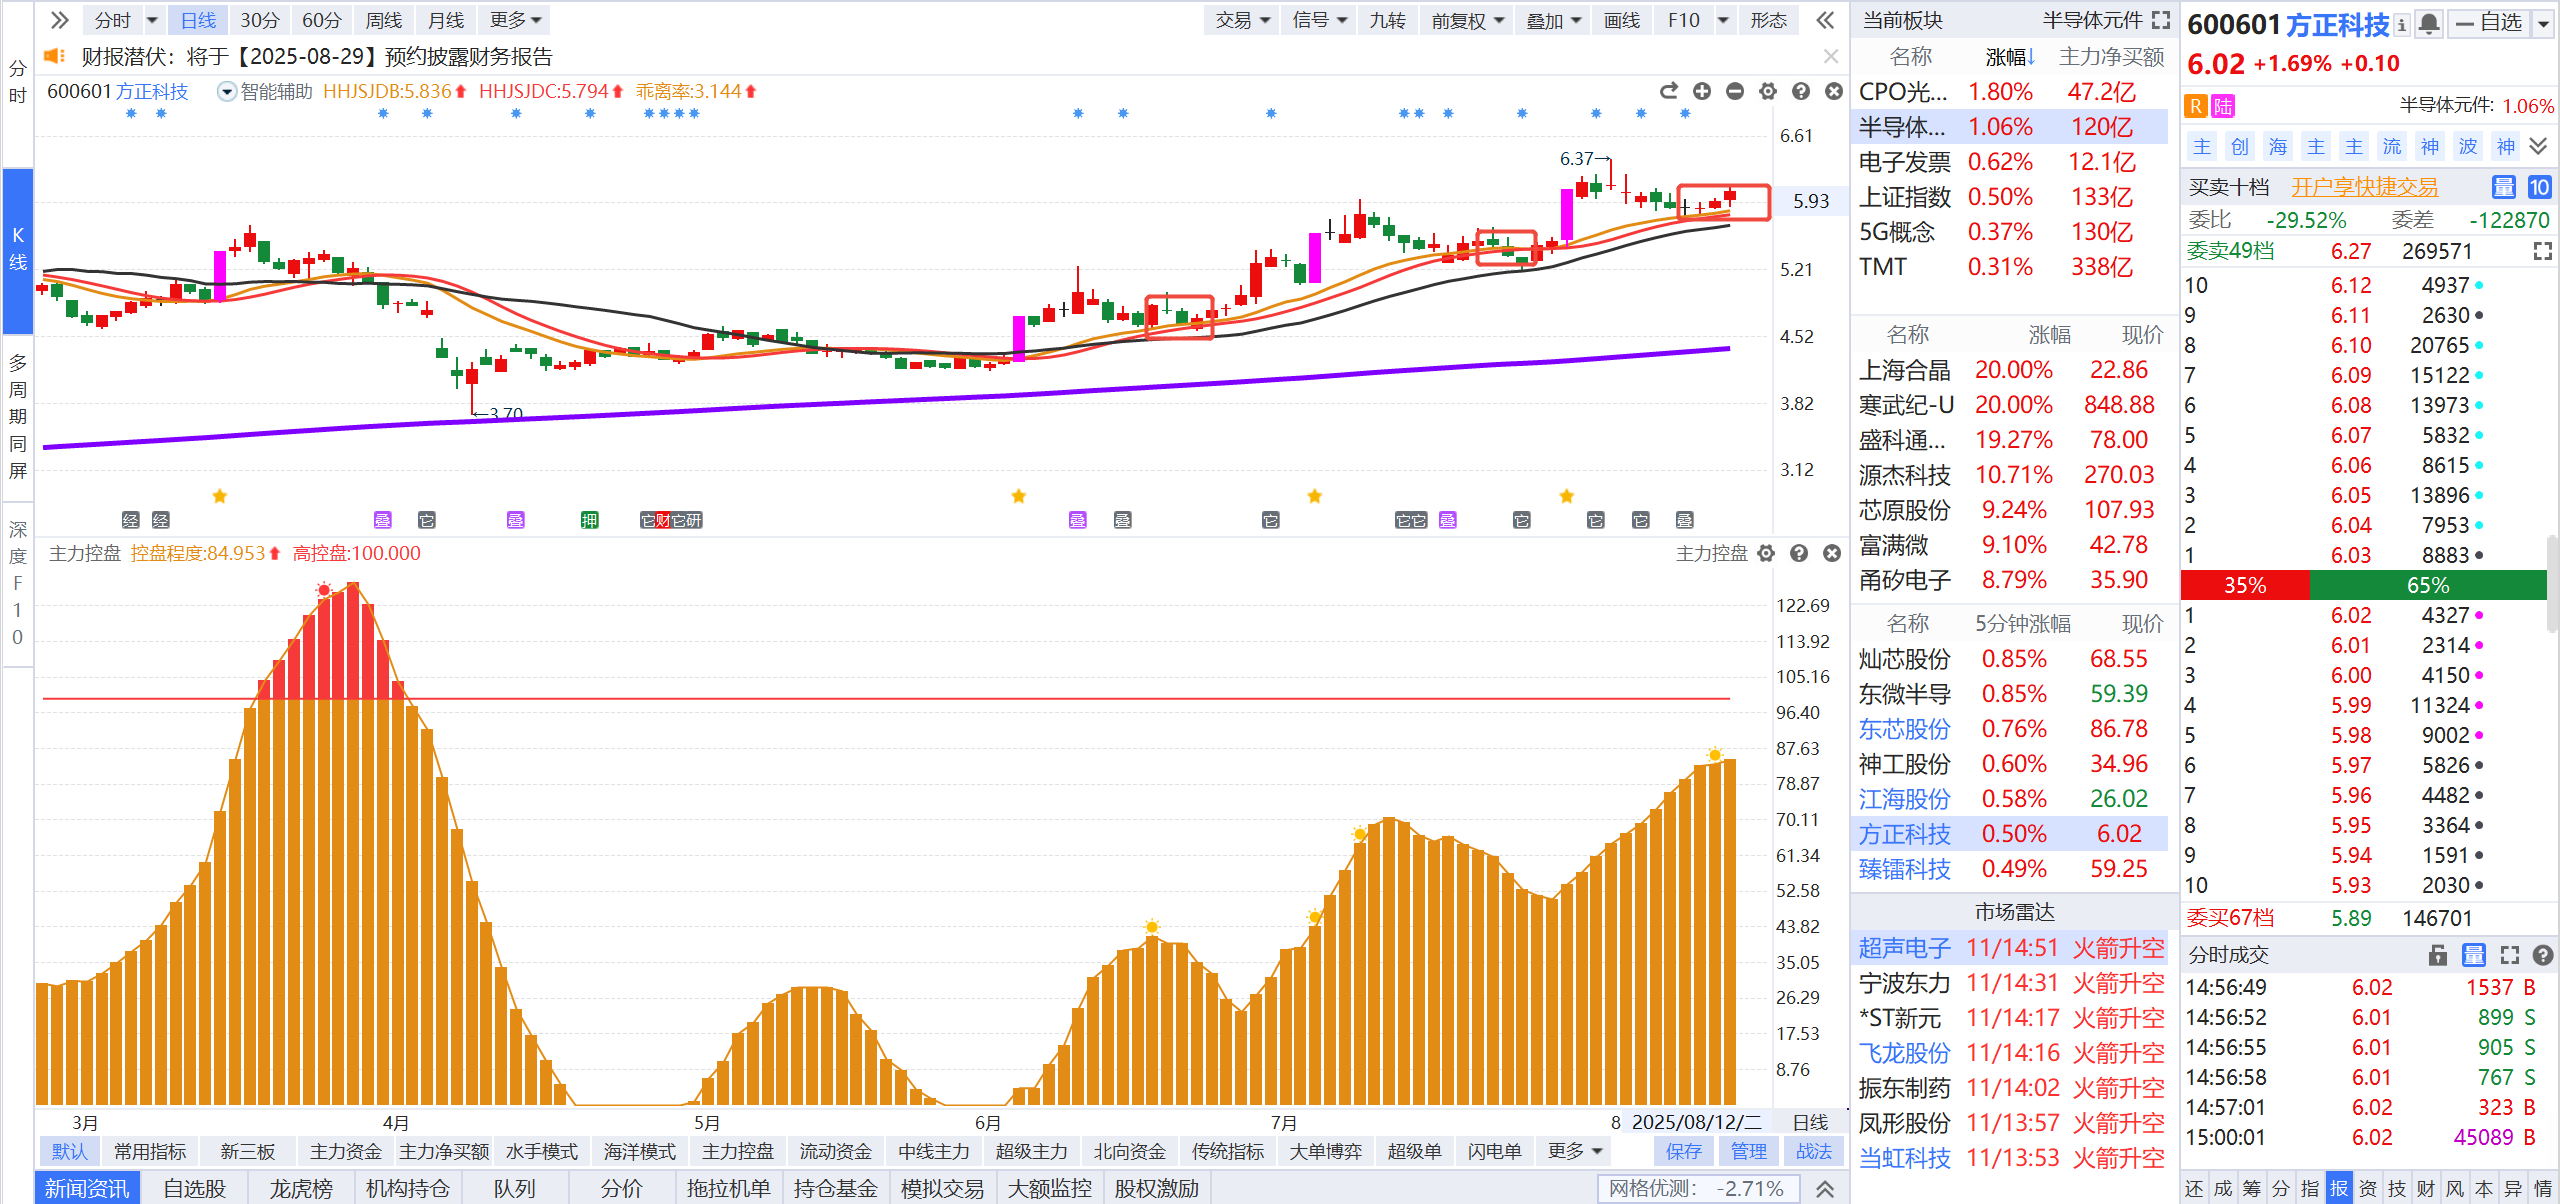 分时 日线 30分 60分 周线 月线 更多 交易 信号 九转 前复权 叠加 画线 F10 形态
财报潜伏：将于【2025-08-29】预约披露财务报告
600601 方正科技 智能辅助 HHJSJDB:5.836 HHJSJDC:5.794 乖离率:3.144
分时
K线
多周期同屏
深度F10
6.61
6.37→
5.93
5.21
4.52
3.82
←3.70
3.12
经 经 叠 它 叠 押 它 财 它 研 叠 叠 它 它 它 叠 它 它 它 叠
主力控盘 控盘程度:84.953 高控盘:100.000 主力控盘
122.69
113.92
105.16
96.40
87.63
78.87
70.11
61.34
52.58
43.82
35.05
26.29
17.53
8.76
3月 4月 5月 6月 7月 8 2025/08/12/二 日线
默认 常用指标 新三板 主力资金 主力净买额 水手模式 海洋模式 主力控盘 流动资金 中线主力 超级主力 北向资金 传统指标 大单博弈 超级单 闪电单 更多 保存 管理 战法
新闻资讯 自选股 龙虎榜 机构持仓 队列 分价 拖拉机单 持仓基金 模拟交易 大额监控 股权激励 网格优测： -2.71%
当前板块 半导体元件
名称 涨幅↓ 主力净买额
CPO光... 1.80% 47.2亿
半导体... 1.06% 120亿
电子发票 0.62% 12.1亿
上证指数 0.50% 133亿
5G概念 0.37% 130亿
TMT 0.31% 338亿
名称 涨幅 现价
上海合晶 20.00% 22.86
寒武纪-U 20.00% 848.88
盛科通... 19.27% 78.00
源杰科技 10.71% 270.03
芯原股份 9.24% 107.93
富满微 9.10% 42.78
甬矽电子 8.79% 35.90
名称 5分钟涨幅 现价
灿芯股份 0.85% 68.55
东微半导 0.85% 59.39
东芯股份 0.76% 86.78
神工股份 0.60% 34.96
江海股份 0.58% 26.02
方正科技 0.50% 6.02
臻镭科技 0.49% 59.25
市场雷达
超声电子 11/14:51 火箭升空
宁波东力 11/14:31 火箭升空
*ST新元 11/14:17 火箭升空
飞龙股份 11/14:16 火箭升空
振东制药 11/14:02 火箭升空
凤形股份 11/13:57 火箭升空
当虹科技 11/13:53 火箭升空
600601 方正科技 自选
6.02 +1.69% +0.10
R 陆 半导体元件: 1.06%
主 创 海 主 主 流 神 波 神
买卖十档 开户享快捷交易 量 10
委比 -29.52% 委差 -122870
委卖49档 6.27 269571
10 6.12 4937
9 6.11 2630
8 6.10 20765
7 6.09 15122
6 6.08 13973
5 6.07 5832
4 6.06 8615
3 6.05 13896
2 6.04 7953
1 6.03 8883
35% 65%
1 6.02 4327
2 6.01 2314
3 6.00 4150
4 5.99 11324
5 5.98 9002
6 5.97 5826
7 5.96 4482
8 5.95 3364
9 5.94 1591
10 5.93 2030
委买67档 5.89 146701
分时成交 量
14:56:49 6.02 1537 B
14:56:52 6.01 899 S
14:56:55 6.01 905 S
14:56:58 6.01 767 S
14:57:01 6.02 323 B
15:00:01 6.02 45089 B
还 成 筹 分 指 报 资 技 财 风 本 异 情